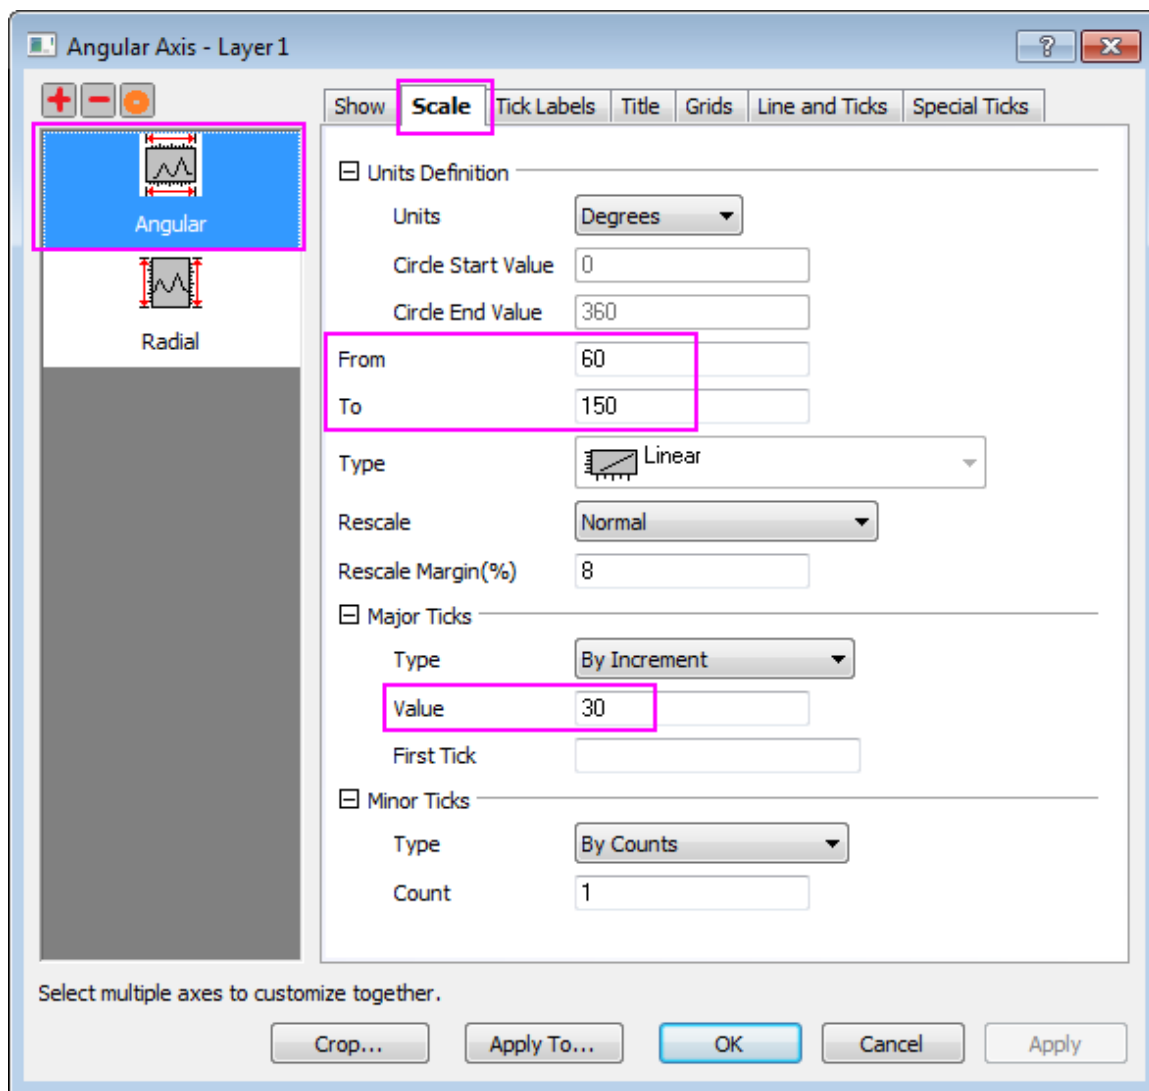 Angular Axis - Layer 1
Show Scale Tick Labels Title Grids Line and Ticks Special Ticks
Angular
Radial
Units Definition
Units Degrees
Circle Start Value 0
Circle End Value 360
From 60
To 150
Type Linear
Rescale Normal
Rescale Margin(%) 8
Major Ticks
Type By Increment
Value 30
First Tick
Minor Ticks
Type By Counts
Count 1
Select multiple axes to customize together.
Crop... Apply To... OK Cancel Apply